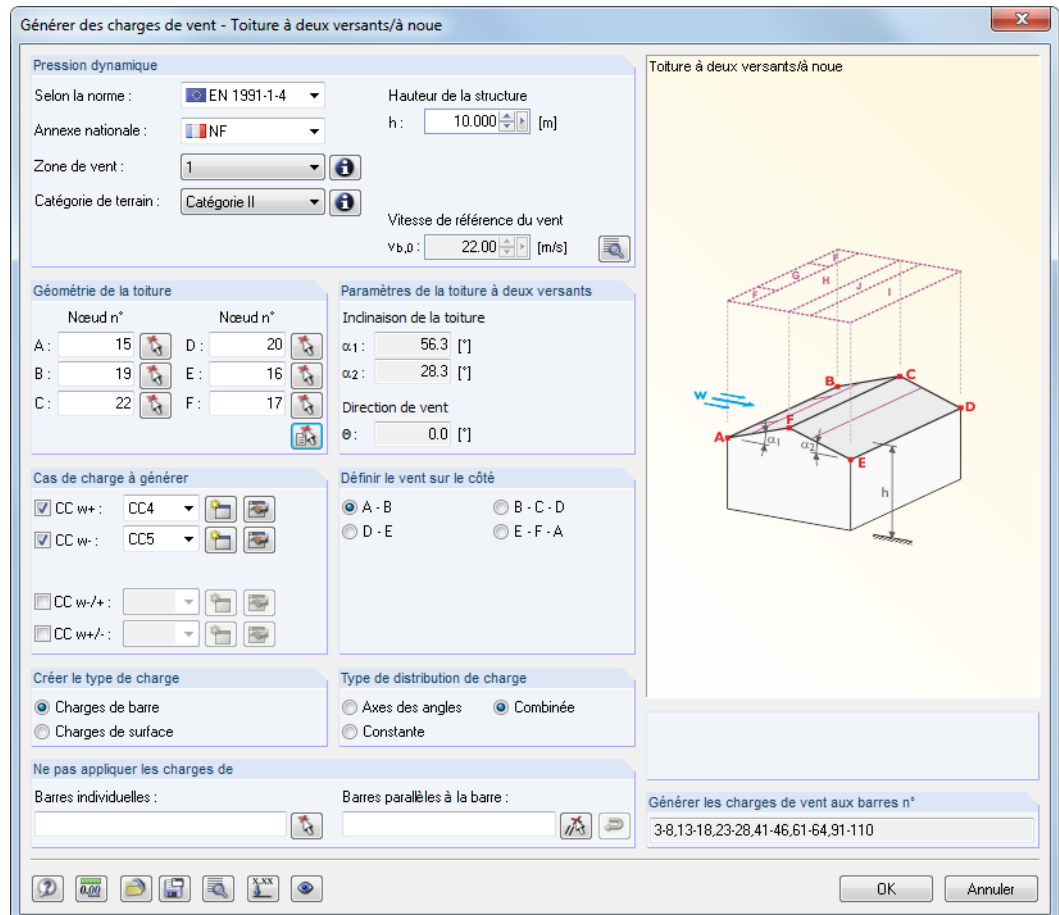 Générer des charges de vent - Toiture à deux versants/à noue
Pression dynamique
Selon la norme :
EN 1991-1-4
Annexe nationale :
NF
Zone de vent :
1
Catégorie de terrain :
Catégorie II
Hauteur de la structure
h : 10.000 [m]
Vitesse de référence du vent
vb,0 : 22.00 [m/s]
Géométrie de la toiture
Nœud n° Nœud n°
A : 15 D : 20
B : 19 E : 16
C : 22 F : 17
Paramètres de la toiture à deux versants
Inclinaison de la toiture
α1 : 56.3 [°]
α2 : 28.3 [°]
Direction de vent
Θ : 0.0 [°]
Cas de charge à générer
CC w+ : CC4
CC w- : CC5
CC w-/+ :
CC w+/- :
Définir le vent sur le côté
A - B B - C - D
D - E E - F - A
Créer le type de charge
Charges de barre
Charges de surface
Type de distribution de charge
Axes des angles Combinée
Constante
Ne pas appliquer les charges de
Barres individuelles :
Barres parallèles à la barre :
Toiture à deux versants/à noue
F
G
H
J
I
F
W
B
C
D
F
A
α1
α2
E
h
Générer les charges de vent aux barres n°
3-8,13-18,23-28,41-46,61-64,91-110
0.00
x.xx
OK
Annuler